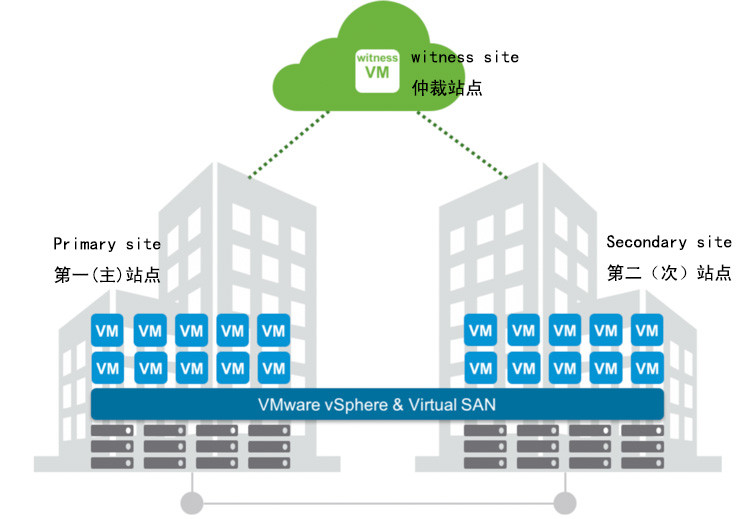 witness
VM
witness site
仲裁站点
Primary site
第一(主)站点
Secondary site
第二（次）站点
VM VM VM VM VM
VM VM VM VM VM
VM VM VM VM VM
VM VM VM VM VM
VMware vSphere & Virtual SAN